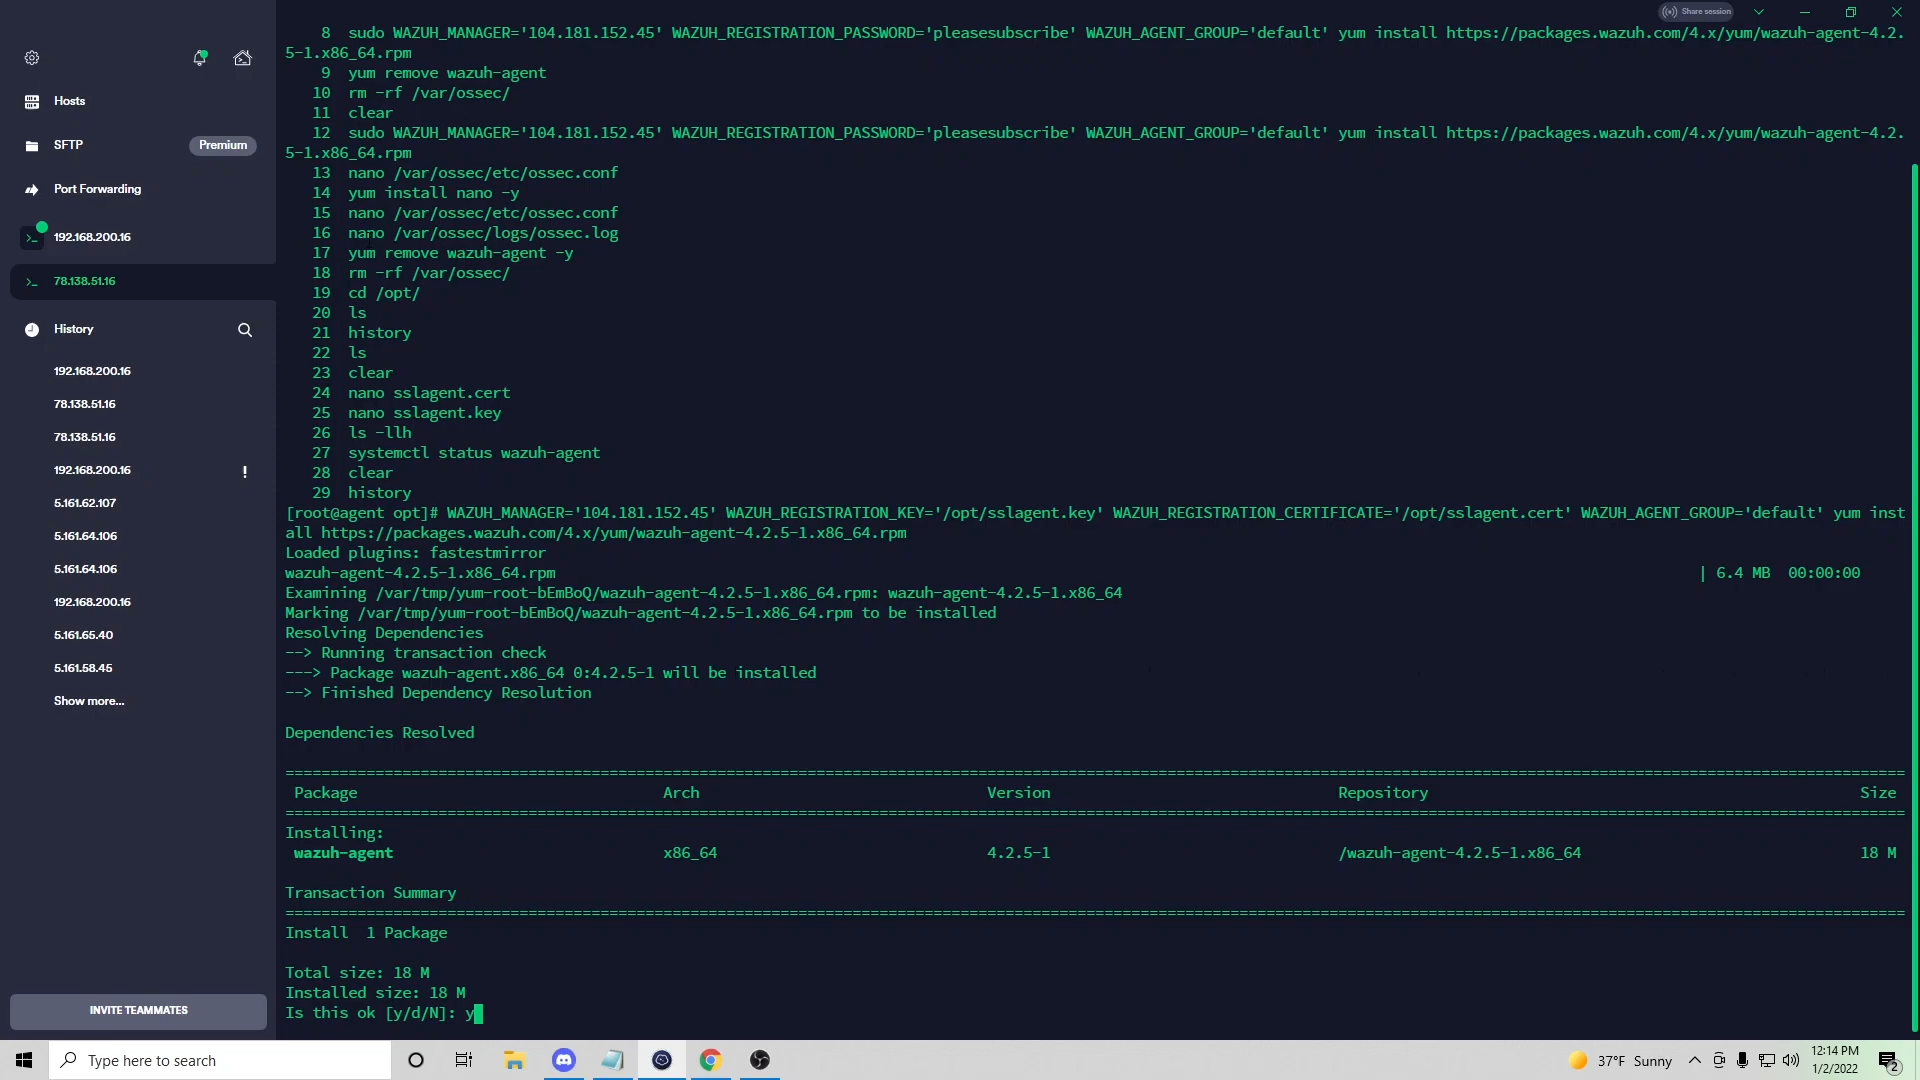 Share session
Hosts
SFTP
Premium
Port Forwarding
192.168.200.16
78.138.51.16
History
192.168.200.16
78.138.51.16
78.138.51.16
192.168.200.16
!
5.161.62.107
5.161.64.106
5.161.64.106
192.168.200.16
5.161.65.40
5.161.58.45
Show more...
INVITE TEAMMATES
8 sudo WAZUH_MANAGER='104.181.152.45' WAZUH_REGISTRATION_PASSWORD='pleasesubscribe' WAZUH_AGENT_GROUP='default' yum install https://packages.wazuh.com/4.x/yum/wazuh-agent-4.2.
5-1.x86_64.rpm
9 yum remove wazuh-agent
10 rm -rf /var/ossec/
11 clear
12 sudo WAZUH_MANAGER='104.181.152.45' WAZUH_REGISTRATION_PASSWORD='pleasesubscribe' WAZUH_AGENT_GROUP='default' yum install https://packages.wazuh.com/4.x/yum/wazuh-agent-4.2.
5-1.x86_64.rpm
13 nano /var/ossec/etc/ossec.conf
14 yum install nano -y
15 nano /var/ossec/etc/ossec.conf
16 nano /var/ossec/logs/ossec.log
17 yum remove wazuh-agent -y
18 rm -rf /var/ossec/
19 cd /opt/
20 ls
21 history
22 ls
23 clear
24 nano sslagent.cert
25 nano sslagent.key
26 ls -llh
27 systemctl status wazuh-agent
28 clear
29 history
[root@agent opt]# WAZUH_MANAGER='104.181.152.45' WAZUH_REGISTRATION_KEY='/opt/sslagent.key' WAZUH_REGISTRATION_CERTIFICATE='/opt/sslagent.cert' WAZUH_AGENT_GROUP='default' yum inst
all https://packages.wazuh.com/4.x/yum/wazuh-agent-4.2.5-1.x86_64.rpm
Loaded plugins: fastestmirror
wazuh-agent-4.2.5-1.x86_64.rpm | 6.4 MB 00:00:00
Examining /var/tmp/yum-root-bEmBoQ/wazuh-agent-4.2.5-1.x86_64.rpm: wazuh-agent-4.2.5-1.x86_64
Marking /var/tmp/yum-root-bEmBoQ/wazuh-agent-4.2.5-1.x86_64.rpm to be installed
Resolving Dependencies
--> Running transaction check
---> Package wazuh-agent.x86_64 0:4.2.5-1 will be installed
--> Finished Dependency Resolution
Dependencies Resolved
Package Arch Version Repository Size
Installing:
wazuh-agent x86_64 4.2.5-1 /wazuh-agent-4.2.5-1.x86_64 18 M
Transaction Summary
Install 1 Package
Total size: 18 M
Installed size: 18 M
Is this ok [y/d/N]: y
Type here to search
37°F Sunny
12:14 PM
1/2/2022
2